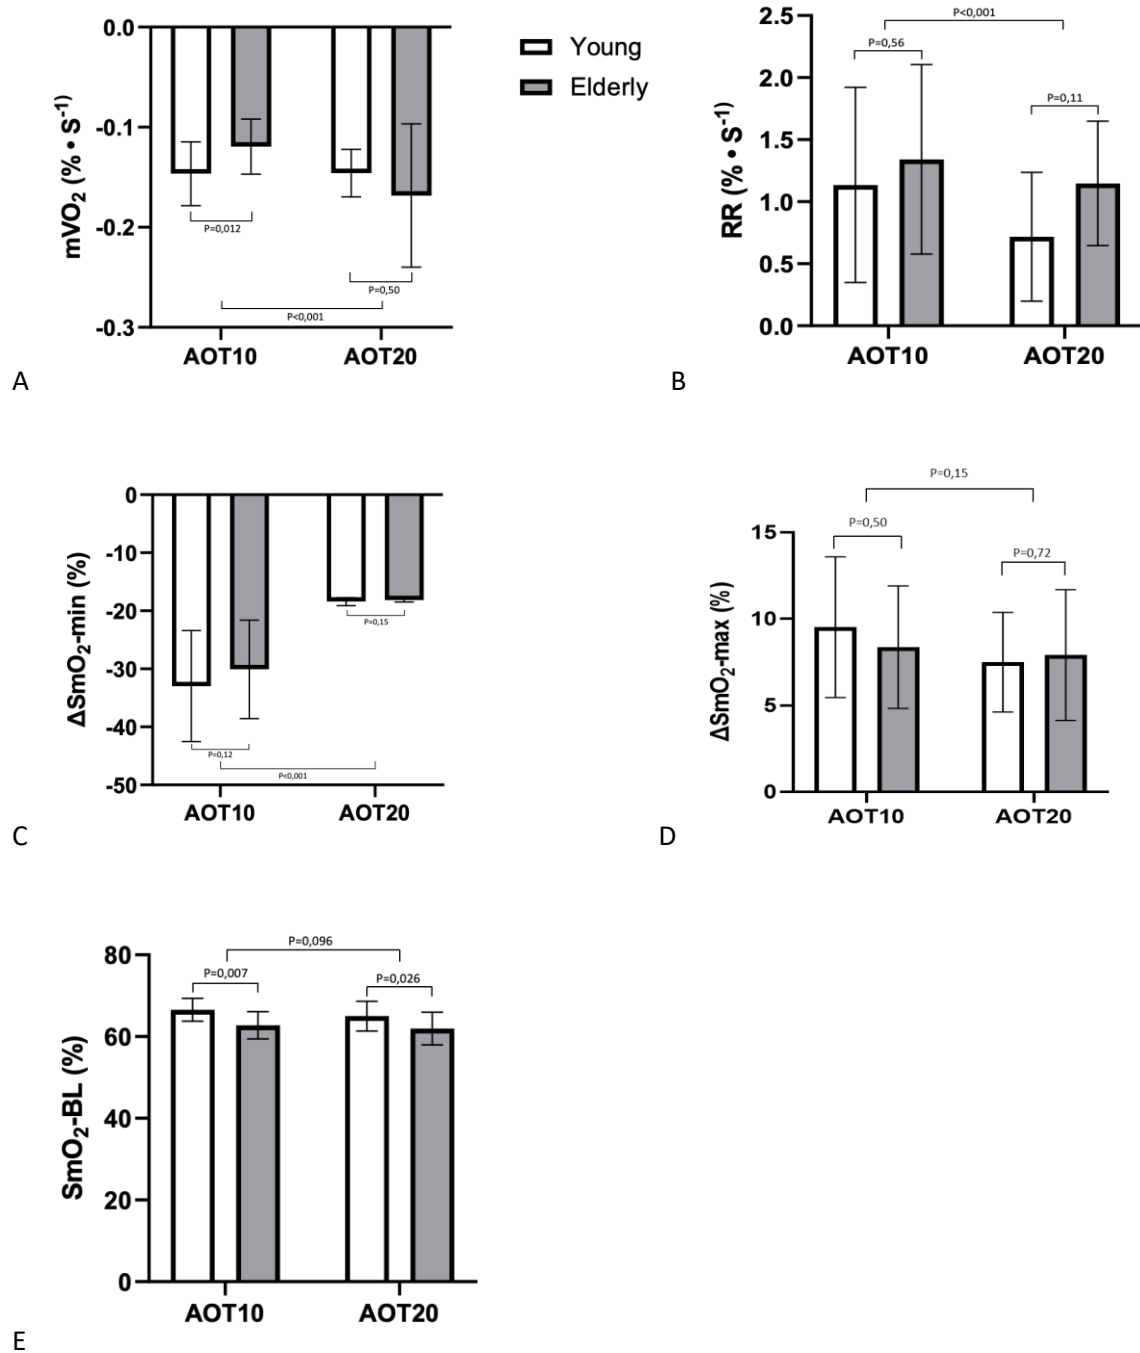 0.0
-0.1
-0.2
-0.3
mVO₂ (% • S⁻¹)
P=0,012
P=0,50
P<0,001
AOT10 AOT20
A
Young
Elderly
2.5
2.0
1.5
1.0
0.5
0.0
RR (% • S⁻¹)
P<0,001
P=0,56
P=0,11
AOT10 AOT20
B
0
-10
-20
-30
-40
-50
ΔSmO₂-min (%)
P=0,15
P=0,12
P<0,001
AOT10 AOT20
C
P=0,15
P=0,50
P=0,72
15
10
5
0
ΔSmO₂-max (%)
AOT10 AOT20
D
P=0,096
P=0,007
P=0,026
80
60
40
20
0
SmO₂-BL (%)
AOT10 AOT20
E